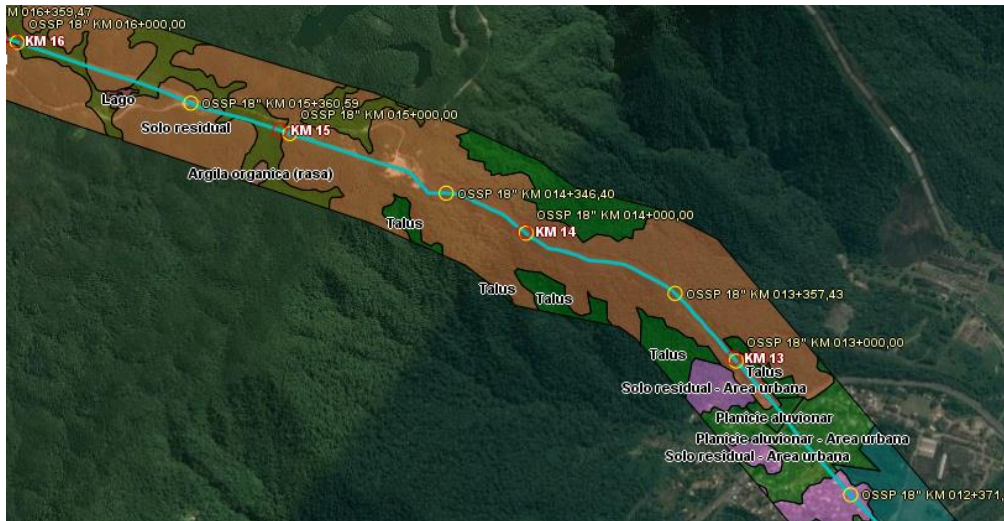 M 016+359,47
OSSP 18" KM 016+000,00
KM 16
Lago
OSSP 18" KM 015+360,59
OSSP 18" KM 015+000,00
Solo residual
KM 15
Argila organica (rasa)
OSSP 18" KM 014+346,40
OSSP 18" KM 014+000,00
Talus
KM 14
Talus
Talus
OSSP 18" KM 013+357,43
OSSP 18" KM 013+000,00
Talus
KM 13
Talus
Solo residual - Area urbana
Planicie aluvionar
Planicie aluvionar - Area urbana
Solo residual - Area urbana
OSSP 18" KM 012+371,